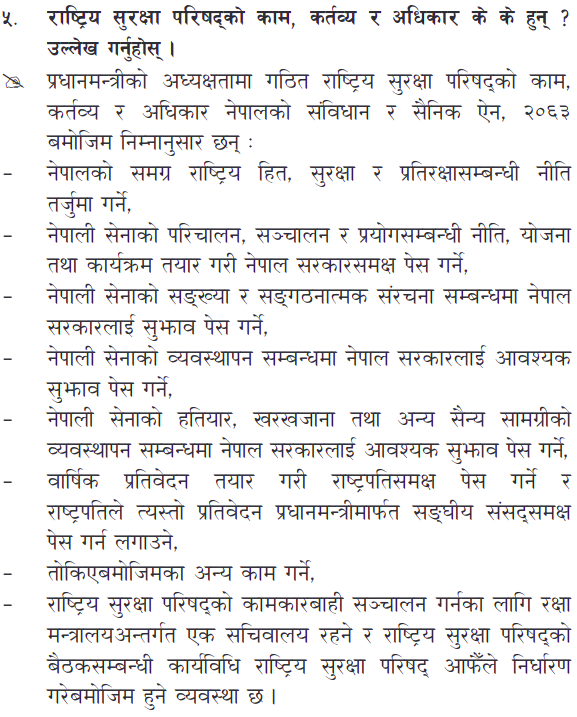 ५. राष्ट्रिय सुरक्षा परिषद्को काम, कर्तव्य र अधिकार के के हुन् ?
उल्लेख गर्नुहोस् ।
प्रधानमन्त्रीको अध्यक्षतामा गठित राष्ट्रिय सुरक्षा परिषद्को काम,
कर्तव्य र अधिकार नेपालको संविधान र सैनिक ऐन, २०६३
बमोजिम निम्नानुसार छन् :
– नेपालको समग्र राष्ट्रिय हित, सुरक्षा र प्रतिरक्षासम्बन्धी नीति
तर्जुमा गर्ने,
– नेपाली सेनाको परिचालन, सञ्चालन र प्रयोगसम्बन्धी नीति, योजना
तथा कार्यक्रम तयार गरी नेपाल सरकारसमक्ष पेस गर्ने,
– नेपाली सेनाको सङ्ख्या र सङ्गठनात्मक संरचना सम्बन्धमा नेपाल
सरकारलाई सुझाव पेस गर्ने,
– नेपाली सेनाको व्यवस्थापन सम्बन्धमा नेपाल सरकारलाई आवश्यक
सुझाव पेस गर्ने,
– नेपाली सेनाको हतियार, खरखजाना तथा अन्य सैन्य सामग्रीको
व्यवस्थापन सम्बन्धमा नेपाल सरकारलाई आवश्यक सुझाव पेस गर्ने,
– वार्षिक प्रतिवेदन तयार गरी राष्ट्रपतिसमक्ष पेस गर्ने र
राष्ट्रपतिले त्यस्तो प्रतिवेदन प्रधानमन्त्रीमार्फत सङ्घीय संसद्समक्ष
पेस गर्न लगाउने,
– तोकिएबमोजिमका अन्य काम गर्ने,
– राष्ट्रिय सुरक्षा परिषद्को कामकारबाही सञ्चालन गर्नका लागि रक्षा
मन्त्रालयअन्तर्गत एक सचिवालय रहने र राष्ट्रिय सुरक्षा परिषद्को
बैठकसम्बन्धी कार्यविधि राष्ट्रिय सुरक्षा परिषद् आफैँले निर्धारण
गरेबमोजिम हुने व्यवस्था छ ।